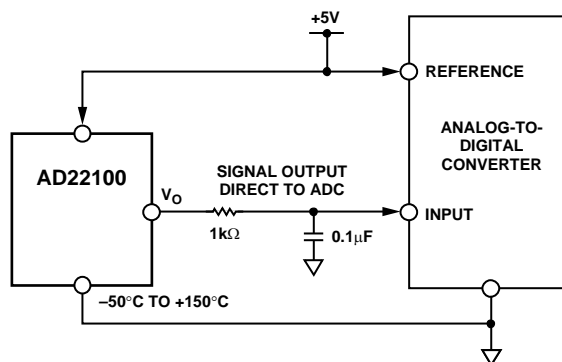 +5V
REFERENCE
ANALOG-TO-
DIGITAL
CONVERTER
AD22100
SIGNAL OUTPUT
DIRECT TO ADC
VO
INPUT
1kΩ
0.1μF
–50°C TO +150°C